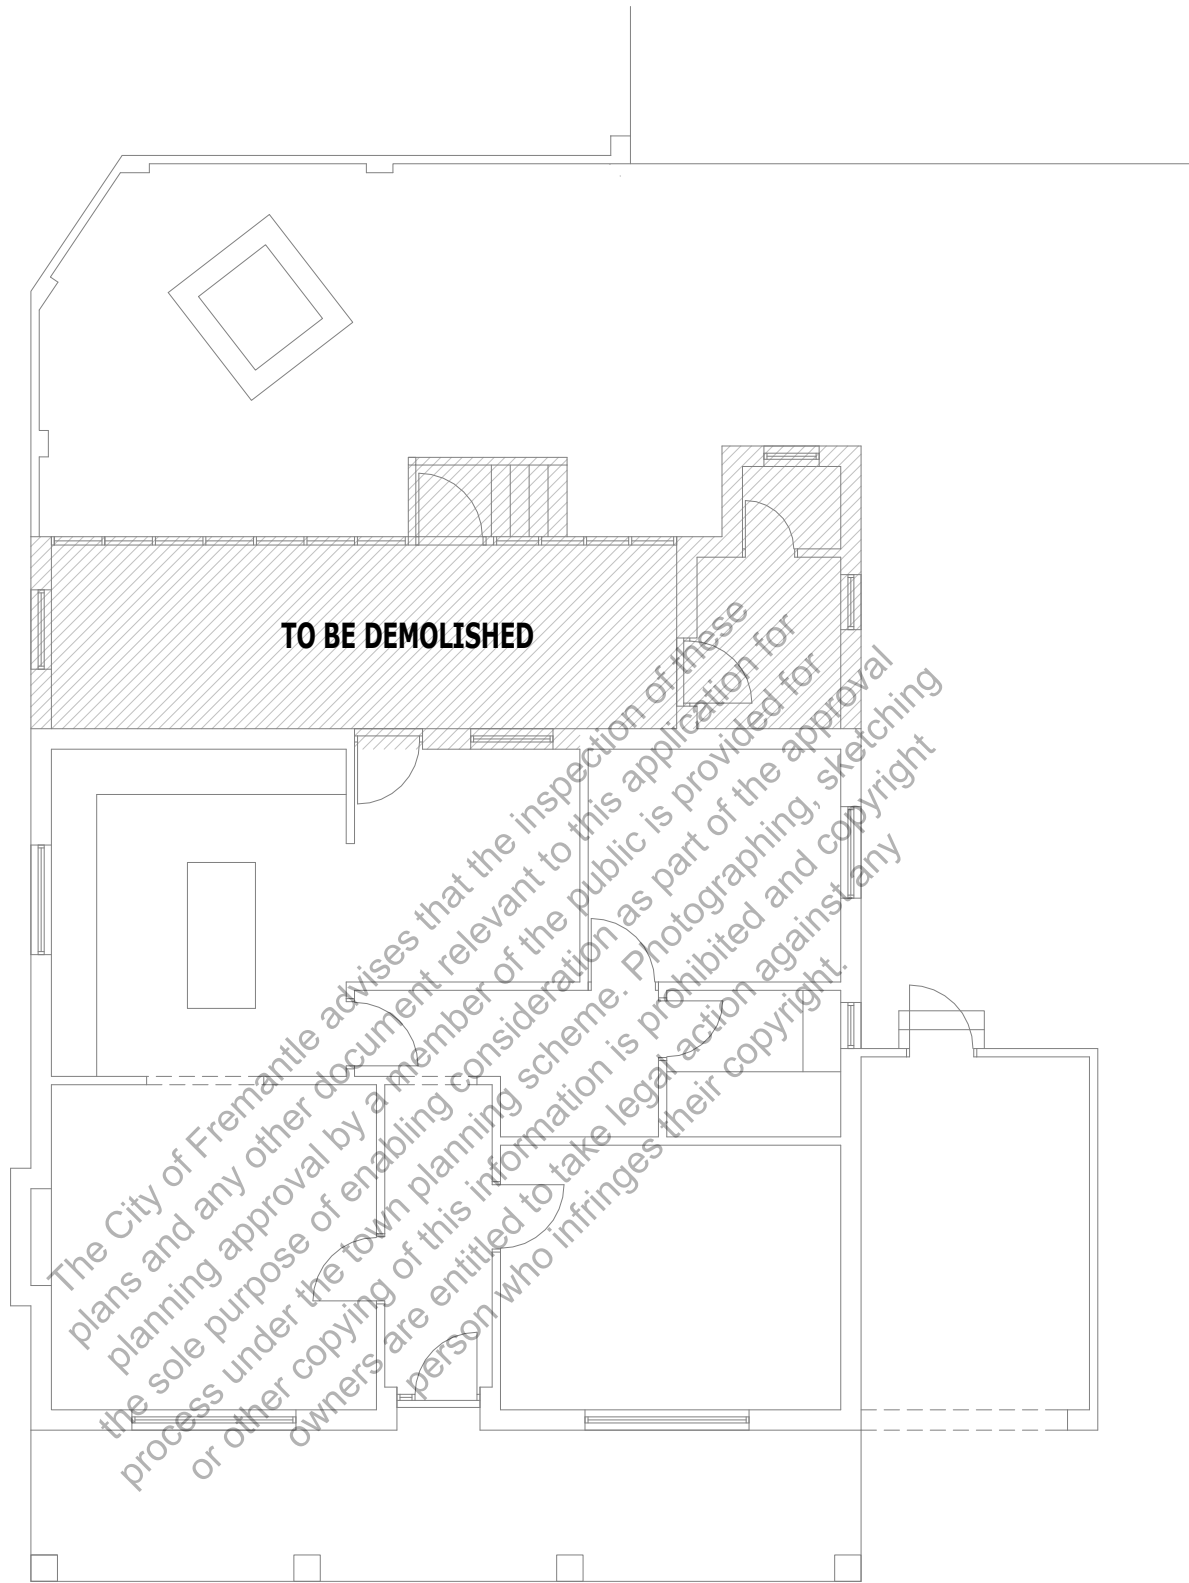 TO BE DEMOLISHED
The City of Fremantle advises that the inspection of these
plans and any other document relevant to this application for
planning approval by a member of the public is provided for
the sole purpose of enabling consideration as part of the approval
process under the town planning scheme. Photographing, sketching
or other copying of this information is prohibited and copyright
owners are entitled to take legal action against any
person who infringes their copyright.